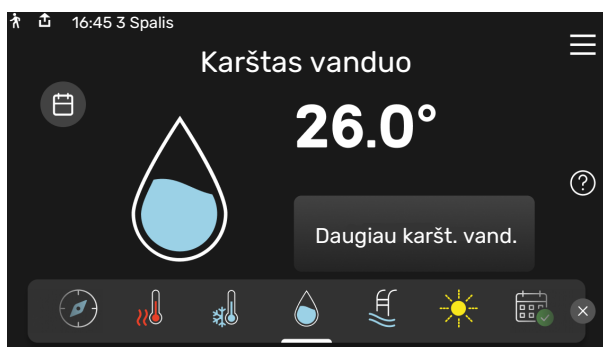 16:45 3 Spalis
Karštas vanduo
26.0°
Daugiau karšt. vand.